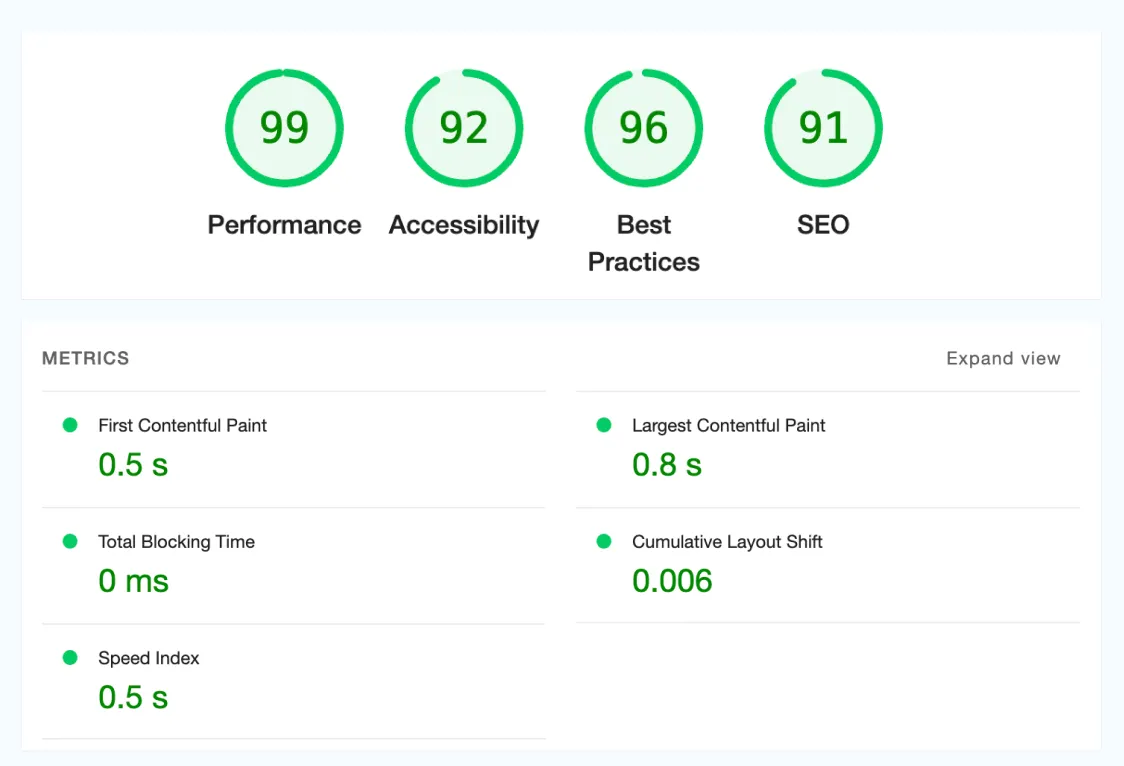 99
92
96
91
Performance
Accessibility
Best
Practices
SEO
METRICS
Expand view
First Contentful Paint
0.5 s
Largest Contentful Paint
0.8 s
Total Blocking Time
0 ms
Cumulative Layout Shift
0.006
Speed Index
0.5 s